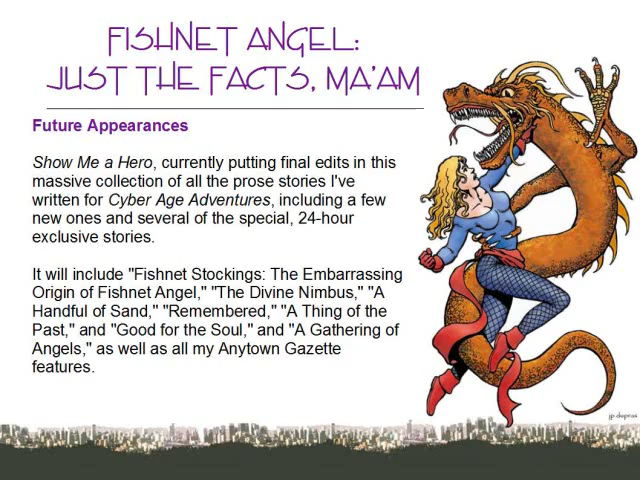 FISHNET ANGEL:
JUST THE FACTS, MA'AM
Future Appearances
Show Me a Hero, currently putting final edits in this
massive collection of all the prose stories I've
written for Cyber Age Adventures, including a few
new ones and several of the special, 24-hour
exclusive stories.
It will include "Fishnet Stockings: The Embarrassing
Origin of Fishnet Angel," "The Divine Nimbus," "A
Handful of Sand," "Remembered," "A Thing of the
Past," and "Good for the Soul," and "A Gathering of
Angels," as well as all my Anytown Gazette
features.
jp dupras